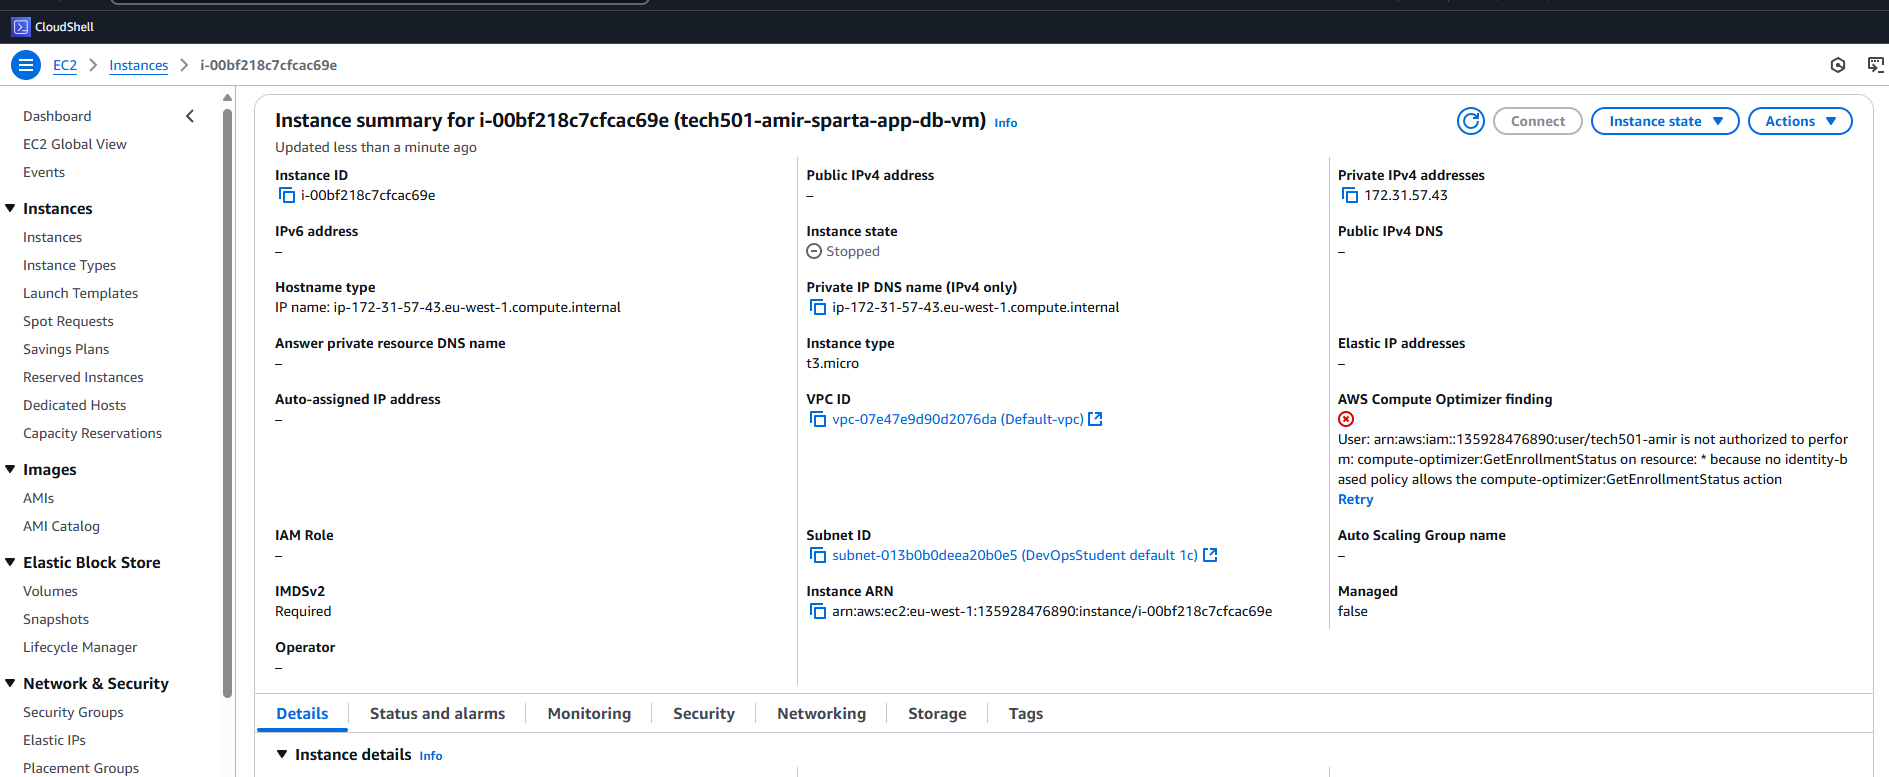 CloudShell
EC2
Instances
i-00bf218c7cfcac69e
Dashboard
EC2 Global View
Events
Instances
Instances
Instance Types
Launch Templates
Spot Requests
Savings Plans
Reserved Instances
Dedicated Hosts
Capacity Reservations
Images
AMIs
AMI Catalog
Elastic Block Store
Volumes
Snapshots
Lifecycle Manager
Network & Security
Security Groups
Elastic IPs
Placement Groups
Instance summary for i-00bf218c7cfcac69e (tech501-amir-sparta-app-db-vm) Info
Updated less than a minute ago
Connect
Instance state
Actions
Instance ID
i-00bf218c7cfcac69e
Public IPv4 address
–
Private IPv4 addresses
172.31.57.43
IPv6 address
–
Instance state
Stopped
Public IPv4 DNS
–
Hostname type
IP name: ip-172-31-57-43.eu-west-1.compute.internal
Private IP DNS name (IPv4 only)
ip-172-31-57-43.eu-west-1.compute.internal
Answer private resource DNS name
–
Instance type
t3.micro
Elastic IP addresses
–
Auto-assigned IP address
–
VPC ID
vpc-07e47e9d90d2076da (Default-vpc)
AWS Compute Optimizer finding
User: arn:aws:iam::135928476890:user/tech501-amir is not authorized to perfor
m: compute-optimizer:GetEnrollmentStatus on resource: * because no identity-b
ased policy allows the compute-optimizer:GetEnrollmentStatus action
Retry
IAM Role
–
Subnet ID
subnet-013b0b0deea20b0e5 (DevOpsStudent default 1c)
Auto Scaling Group name
–
IMDSv2
Required
Instance ARN
arn:aws:ec2:eu-west-1:135928476890:instance/i-00bf218c7cfcac69e
Managed
false
Operator
–
Details
Status and alarms
Monitoring
Security
Networking
Storage
Tags
Instance details Info